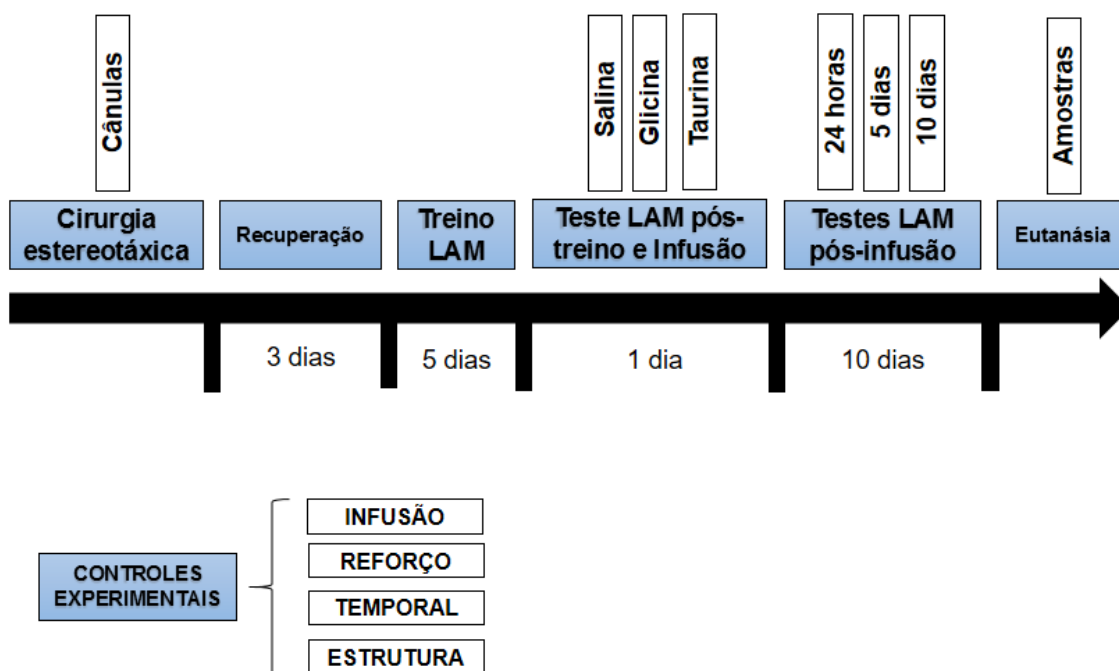 Cânulas
Salina
Glicina
Taurina
24 horas
5 dias
10 dias
Amostras
Cirurgia
estereotáxica
Recuperação
Treino
LAM
Teste LAM pós-
treino e Infusão
Testes LAM
pós-infusão
Eutanásia
3 dias
5 dias
1 dia
10 dias
CONTROLES
EXPERIMENTAIS
INFUSÃO
REFORÇO
TEMPORAL
ESTRUTURA